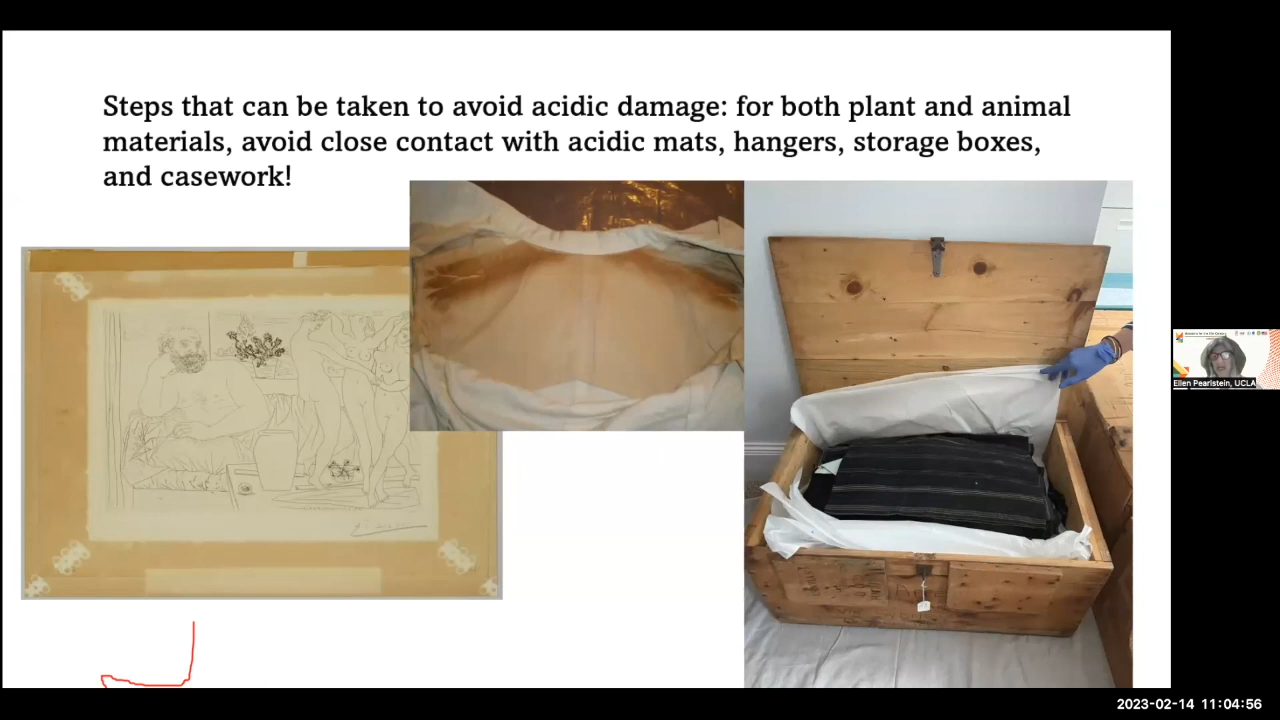 Steps that can be taken to avoid acidic damage: for both plant and animal
materials, avoid close contact with acidic mats, hangers, storage boxes,
and casework!
Ellen Pearlstein, UCLA
2023-02-14 11:04:56